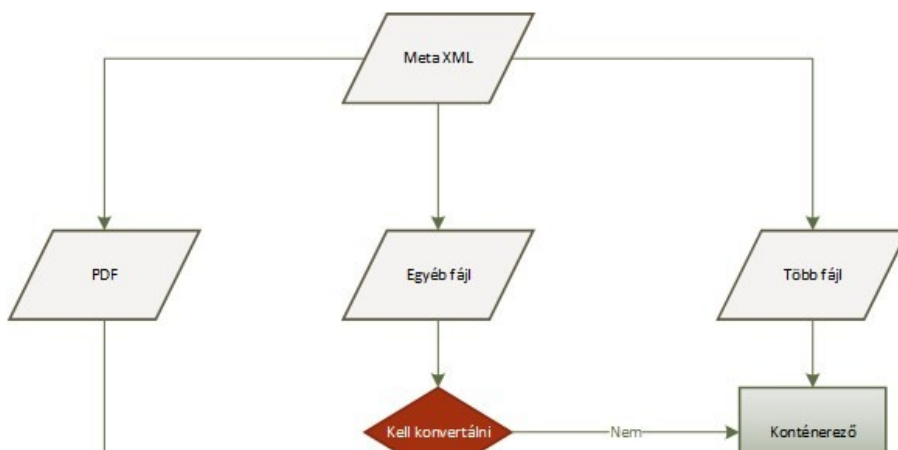 Meta XML
PDF
Egyéb fájl
Több fájl
Kell konvertálni
Nem
Konténerező